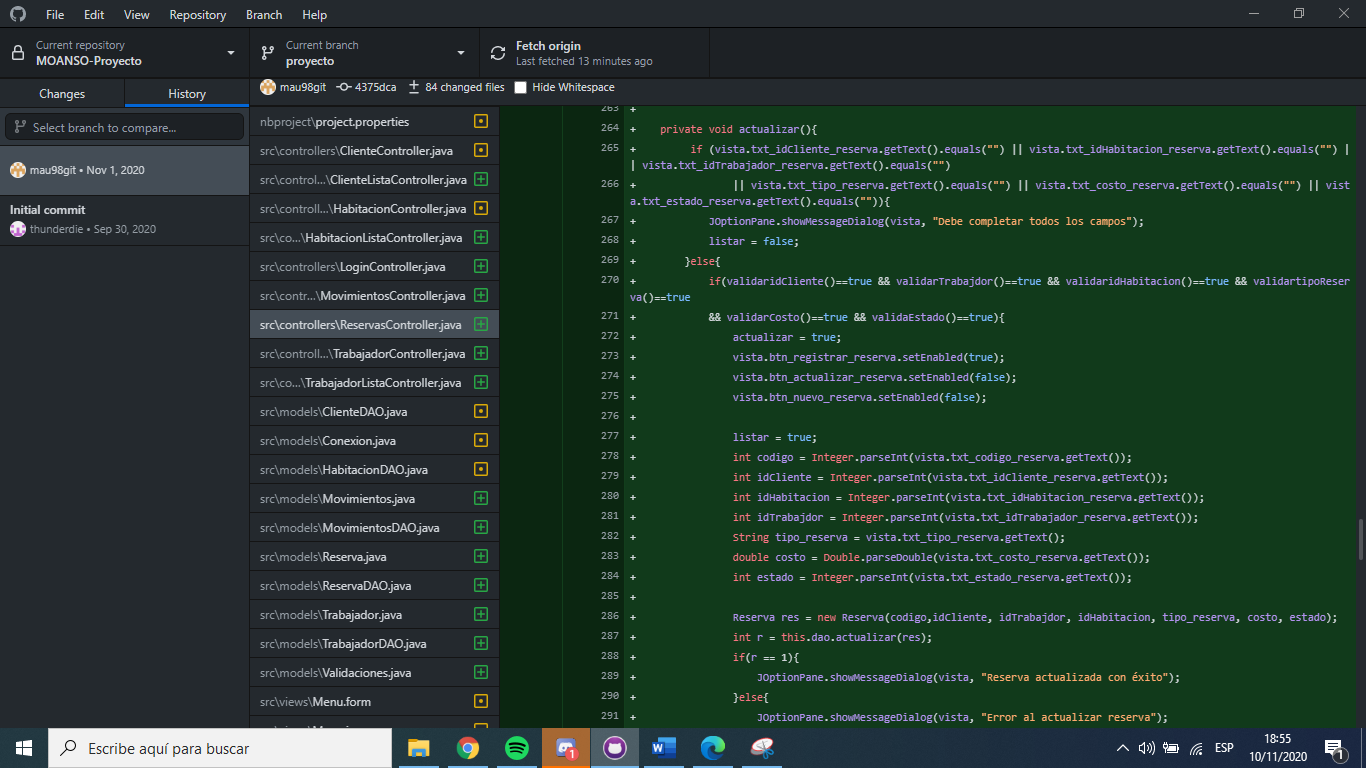 File Edit View Repository Branch Help
Current repository
MOANSO-Proyecto
Current branch
proyecto
Fetch origin
Last fetched 13 minutes ago
Changes History
mau98git 4375dca 84 changed files Hide Whitespace
Select branch to compare...
mau98git • Nov 1, 2020
Initial commit
thunderdie • Sep 30, 2020
nbproject\project.properties
src\controllers\ClienteController.java
src\control...\ClienteListaController.java
src\controll...\HabitacionController.java
src\co...\HabitacionListaController.java
src\controllers\LoginController.java
src\contr...\MovimientosController.java
src\controllers\ReservasController.java
src\controll...\TrabajadorController.java
src\co...\TrabajadorListaController.java
src\models\ClienteDAO.java
src\models\Conexion.java
src\models\HabitacionDAO.java
src\models\Movimientos.java
src\models\MovimientosDAO.java
src\models\Reserva.java
src\models\ReservaDAO.java
src\models\Trabajador.java
src\models\TrabajadorDAO.java
src\models\Validaciones.java
src\views\Menu.form
263 +
264 + private void actualizar(){
265 + if (vista.txt_idCliente_reserva.getText().equals("") || vista.txt_idHabitacion_reserva.getText().equals("") |
| vista.txt_idTrabajador_reserva.getText().equals("")
266 + || vista.txt_tipo_reserva.getText().equals("") || vista.txt_costo_reserva.getText().equals("") || vist
a.txt_estado_reserva.getText().equals("")){
267 + JOptionPane.showMessageDialog(vista, "Debe completar todos los campos");
268 + listar = false;
269 + }else{
270 + if(validaridCliente()==true && validarTrabajdor()==true && validaridHabitacion()==true && validartipoReser
va()==true
271 + && validarCosto()==true && validaEstado()==true){
272 + actualizar = true;
273 + vista.btn_registrar_reserva.setEnabled(true);
274 + vista.btn_actualizar_reserva.setEnabled(false);
275 + vista.btn_nuevo_reserva.setEnabled(false);
276 +
277 + listar = true;
278 + int codigo = Integer.parseInt(vista.txt_codigo_reserva.getText());
279 + int idCliente = Integer.parseInt(vista.txt_idCliente_reserva.getText());
280 + int idHabitacion = Integer.parseInt(vista.txt_idHabitacion_reserva.getText());
281 + int idTrabajdor = Integer.parseInt(vista.txt_idTrabajador_reserva.getText());
282 + String tipo_reserva = vista.txt_tipo_reserva.getText();
283 + double costo = Double.parseDouble(vista.txt_costo_reserva.getText());
284 + int estado = Integer.parseInt(vista.txt_estado_reserva.getText());
285 +
286 + Reserva res = new Reserva(codigo,idCliente, idTrabajdor, idHabitacion, tipo_reserva, costo, estado);
287 + int r = this.dao.actualizar(res);
288 + if(r == 1){
289 + JOptionPane.showMessageDialog(vista, "Reserva actualizada con éxito");
290 + }else{
291 + JOptionPane.showMessageDialog(vista, "Error al actualizar reserva");
Escribe aquí para buscar
1
ESP
18:55
10/11/2020
1